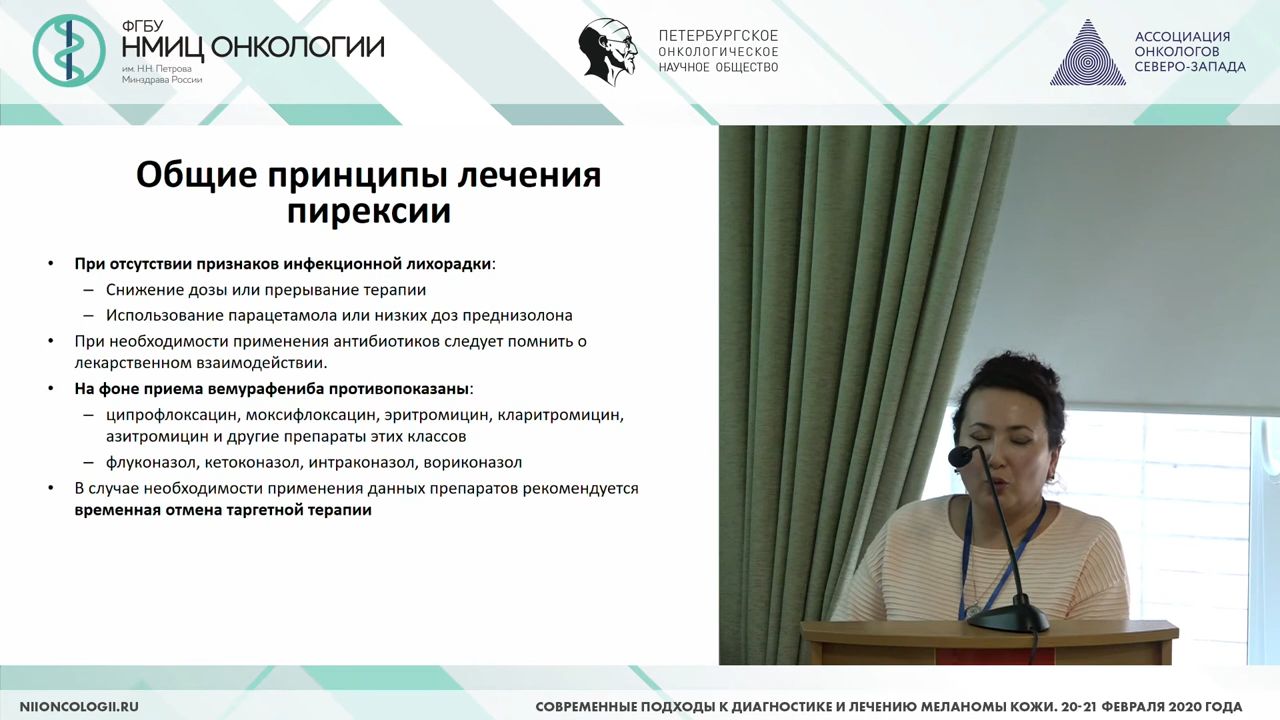 ФГБУ
НМИЦ ОНКОЛОГИИ
им. Н.Н. Петрова
Минздрава России
ПЕТЕРБУРГСКОЕ
ОНКОЛОГИЧЕСКОЕ
НАУЧНОЕ ОБЩЕСТВО
АССОЦИАЦИЯ
ОНКОЛОГОВ
СЕВЕРО-ЗАПАДА
Общие принципы лечения
пирексии
• При отсутствии признаков инфекционной лихорадки:
– Снижение дозы или прерывание терапии
– Использование парацетамола или низких доз преднизолона
• При необходимости применения антибиотиков следует помнить о
лекарственном взаимодействии.
• На фоне приема вемурафениба противопоказаны:
– ципрофлоксацин, моксифлоксацин, эритромицин, кларитромицин,
азитромицин и другие препараты этих классов
– флуконазол, кетоконазол, интраконазол, вориконазол
• В случае необходимости применения данных препаратов рекомендуется
временная отмена таргетной терапии
NIIONCOLOGII.RU
СОВРЕМЕННЫЕ ПОДХОДЫ К ДИАГНОСТИКЕ И ЛЕЧЕНИЮ МЕЛАНОМЫ КОЖИ. 20-21 ФЕВРАЛЯ 2020 ГОДА